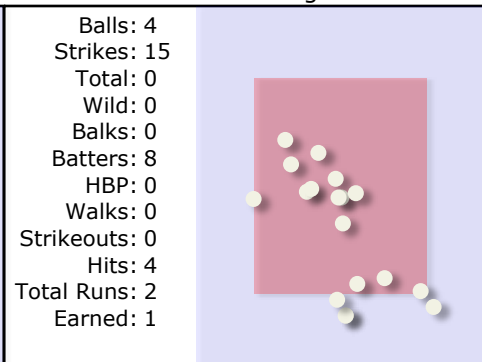 Balls: 4
Strikes: 15
Total: 0
Wild: 0
Balks: 0
Batters: 8
HBP: 0
Walks: 0
Strikeouts: 0
Hits: 4
Total Runs: 2
Earned: 1